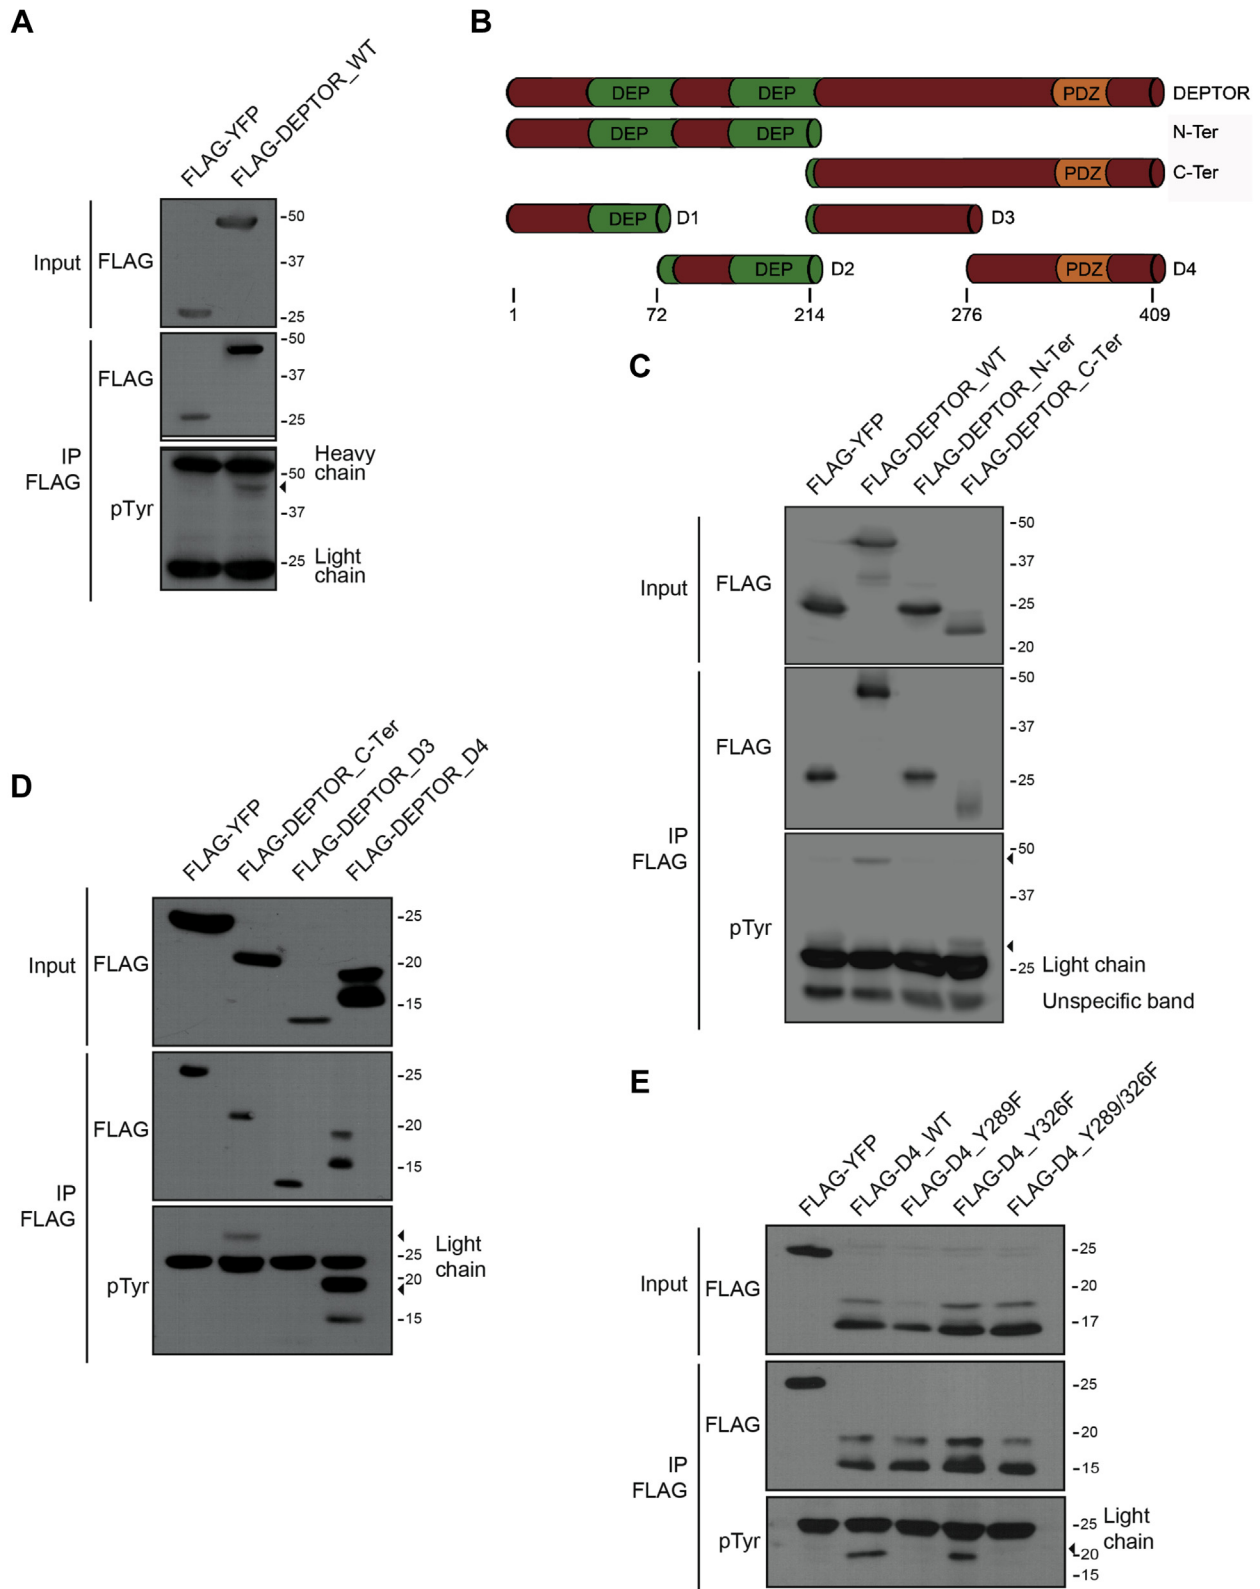 A
FLAG-YFP
FLAG-DEPTOR_WT
Input
FLAG
-50
-37
-25
IP
FLAG
FLAG
-50
-37
-25
pTyr
Heavy
chain
-50
-37
-25
Light
chain
B
DEP
DEP
PDZ
DEPTOR
DEP
DEP
N-Ter
PDZ
C-Ter
DEP
D1
D3
DEP
D2
PDZ
D4
1
72
214
276
409
C
FLAG-YFP
FLAG-DEPTOR_WT
FLAG-DEPTOR_N-Ter
FLAG-DEPTOR_C-Ter
Input
FLAG
-50
-37
-25
-20
IP
FLAG
FLAG
-50
-37
-25
pTyr
-50
-37
-25
Light chain
Unspecific band
D
FLAG-YFP
FLAG-DEPTOR_C-Ter
FLAG-DEPTOR_D3
FLAG-DEPTOR_D4
Input
FLAG
-25
-20
-15
IP
FLAG
FLAG
-25
-20
-15
pTyr
-25
-20
-15
Light
chain
E
FLAG-YFP
FLAG-D4_WT
FLAG-D4_Y289F
FLAG-D4_Y326F
FLAG-D4_Y289/326F
Input
FLAG
-25
-20
-17
IP
FLAG
FLAG
-25
-20
-15
pTyr
-25
-20
-15
Light
chain